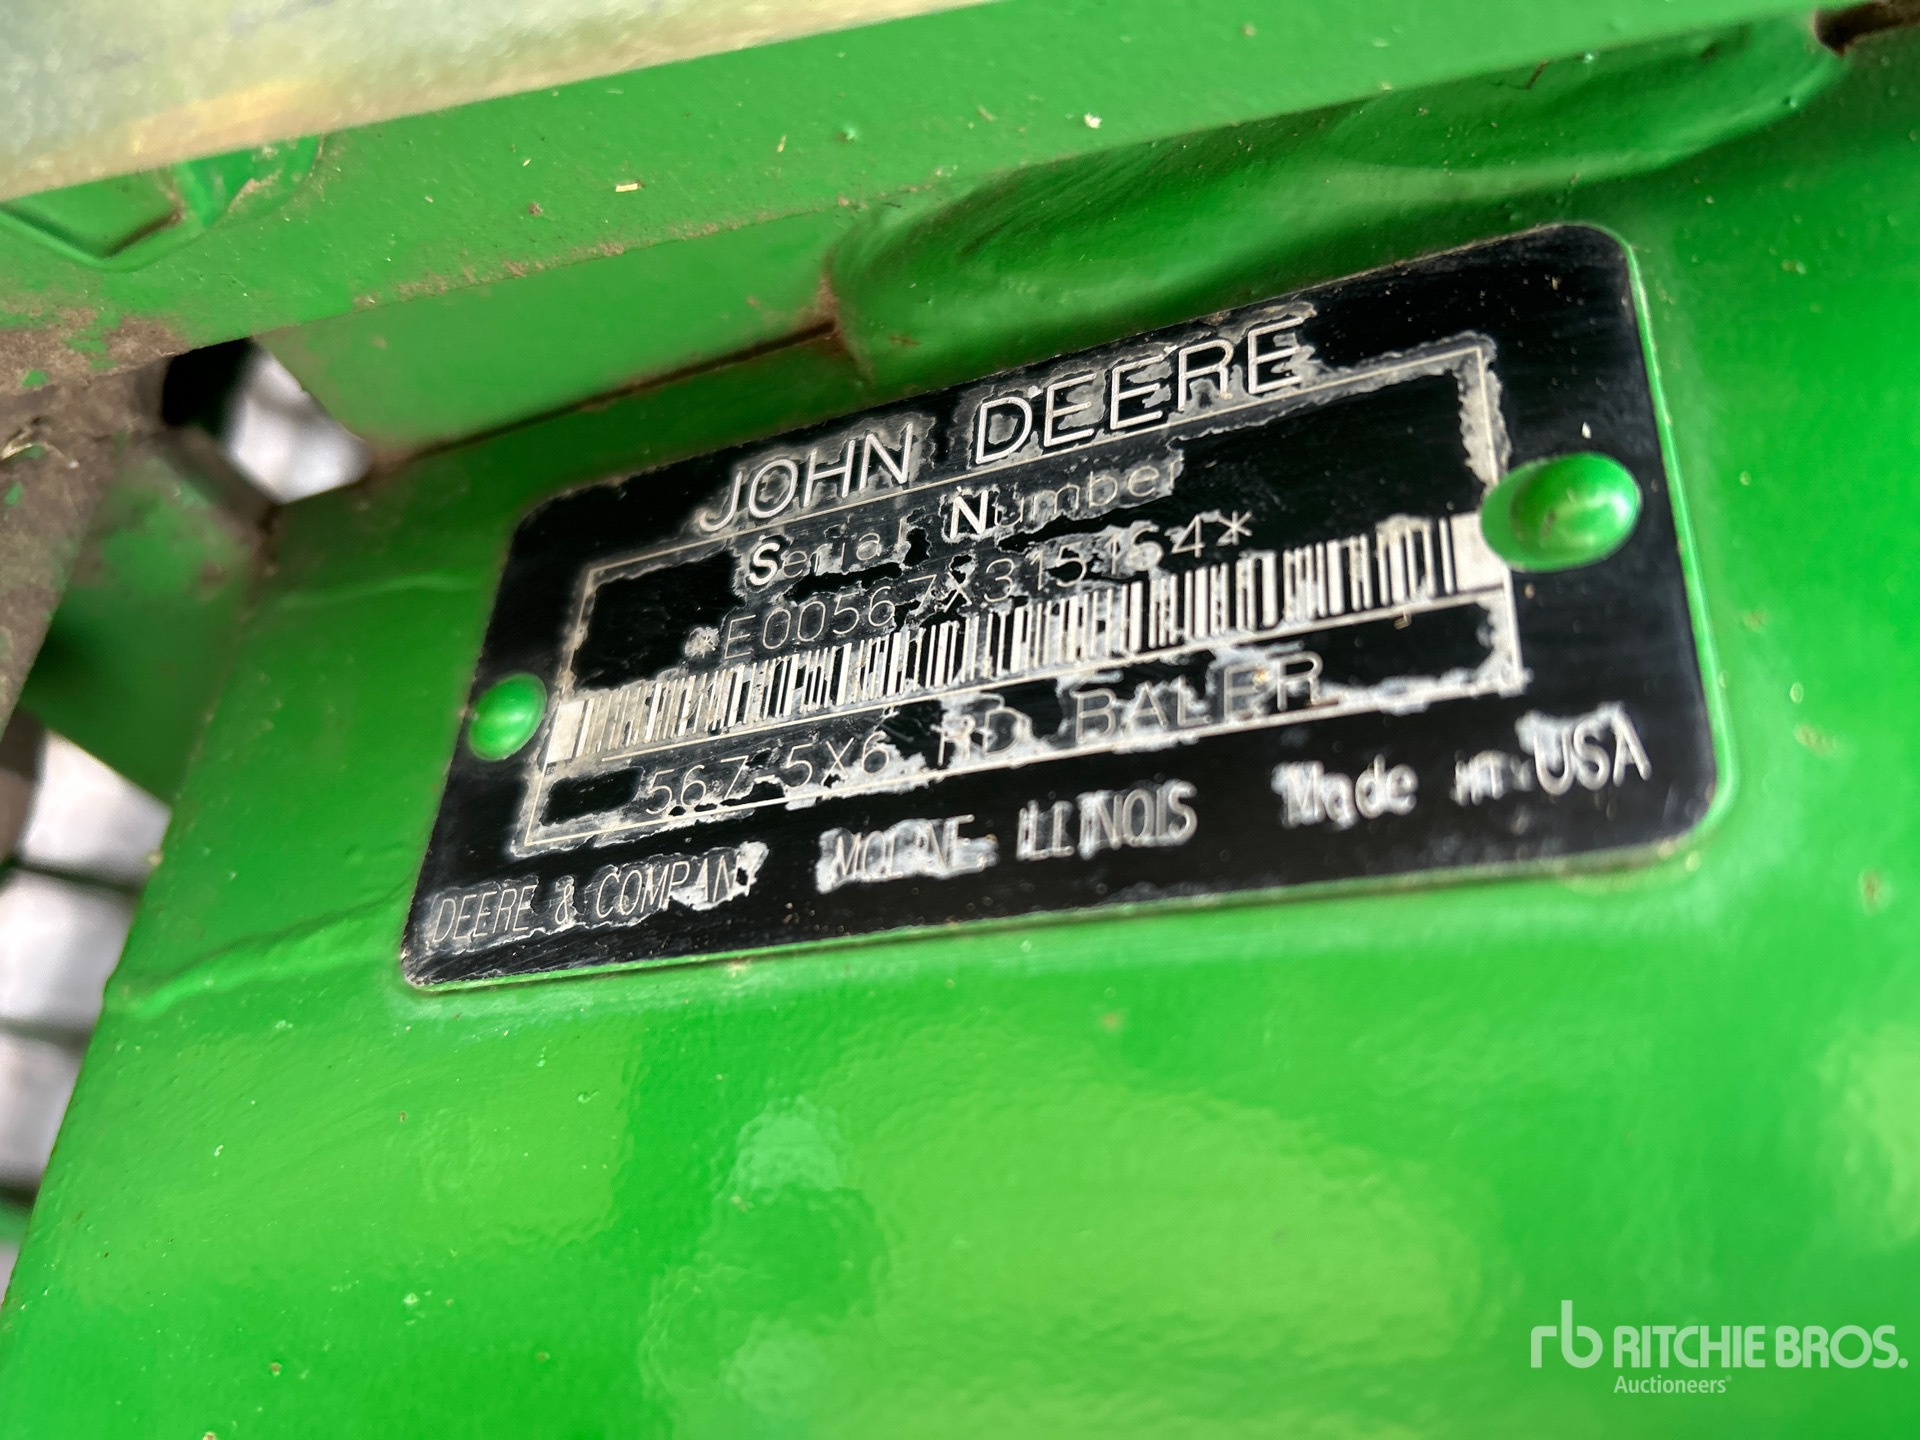 JOHN DEERE
Serial Number
*E00567X315164*
567-5X6 RD BALER
DEERE & COMPANY MOLINE, ILLINOIS Made in USA
rb RITCHIE BROS.
Auctioneers